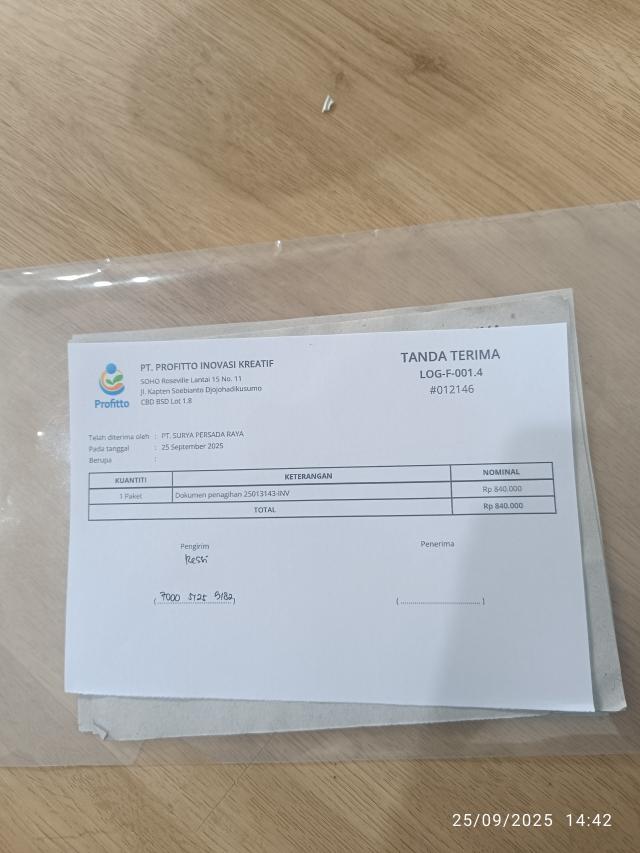 PT. PROFITTO INOVASI KREATIF
SOHO Roseville Lantai 15 No. 11
Jl. Kapten Soebianto Djojohadikusumo
CBD BSD Lot 1.8
Profitto
TANDA TERIMA
LOG-F-001.4
#012146
Telah diterima oleh : PT. SURYA PERSADA RAYA
Pada tanggal : 25 September 2025
Berupa :
KUANTITI KETERANGAN NOMINAL
1 Paket Dokumen penagihan 25013143-INV Rp 840.000
TOTAL Rp 840.000
Pengirim Penerima
(7000 5725 5182) (..............................)
25/09/2025 14:42